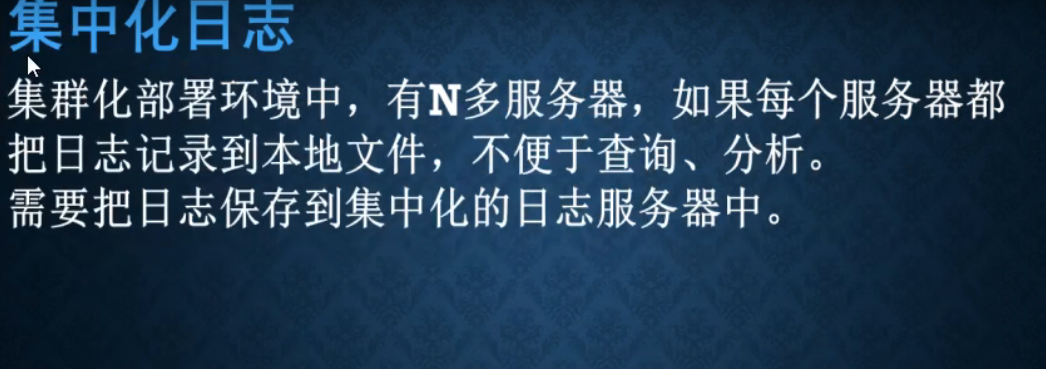 集中化日志
集群化部署环境中，有N多服务器，如果每个服务器都
把日志记录到本地文件，不便于查询、分析。
需要把日志保存到集中化的日志服务器中。